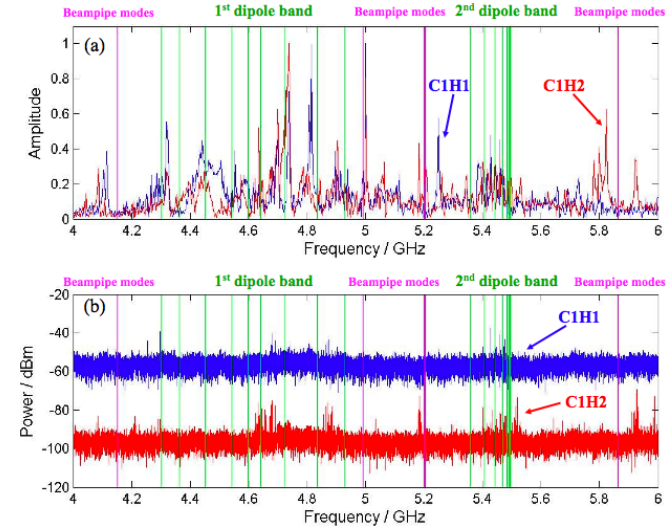 Beampipe modes 1st dipole band Beampipe modes 2nd dipole band Beampipe modes
(a)
C1H1
C1H2
Amplitude
1
0.8
0.6
0.4
0.2
0
4 4.2 4.4 4.6 4.8 5 5.2 5.4 5.6 5.8 6
Frequency / GHz
Beampipe modes 1st dipole band Beampipe modes 2nd dipole band Beampipe modes
(b)
C1H1
C1H2
Power / dBm
-20
-40
-60
-80
-100
-120
4 4.2 4.4 4.6 4.8 5 5.2 5.4 5.6 5.8 6
Frequency / GHz